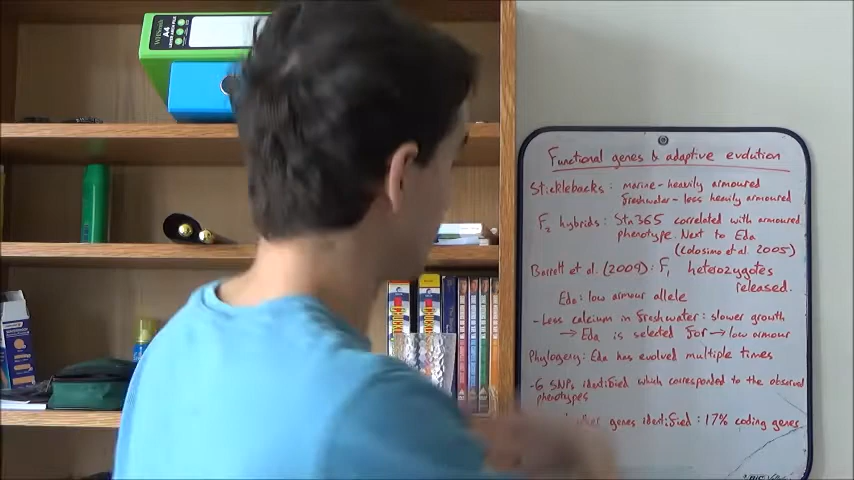 WHSmith
A4
Functional genes & adaptive evolution
Sticklebacks: marine - heavily armoured
freshwater - less heavily armoured
F2 hybrids: Stn365 correlated with armoured
phenotype. Next to Eda
(Colosimo et al. 2005)
Barrett et al. (2009): F1 heterozygotes
released.
Eda: low armour allele
- Less calcium in freshwater: slower growth
→ Eda is selected for → low armour
Phylogeny: Eda has evolved multiple times
- 6 SNPs identified which corresponded to the observed
phenotypes
other genes identified: 17% coding genes